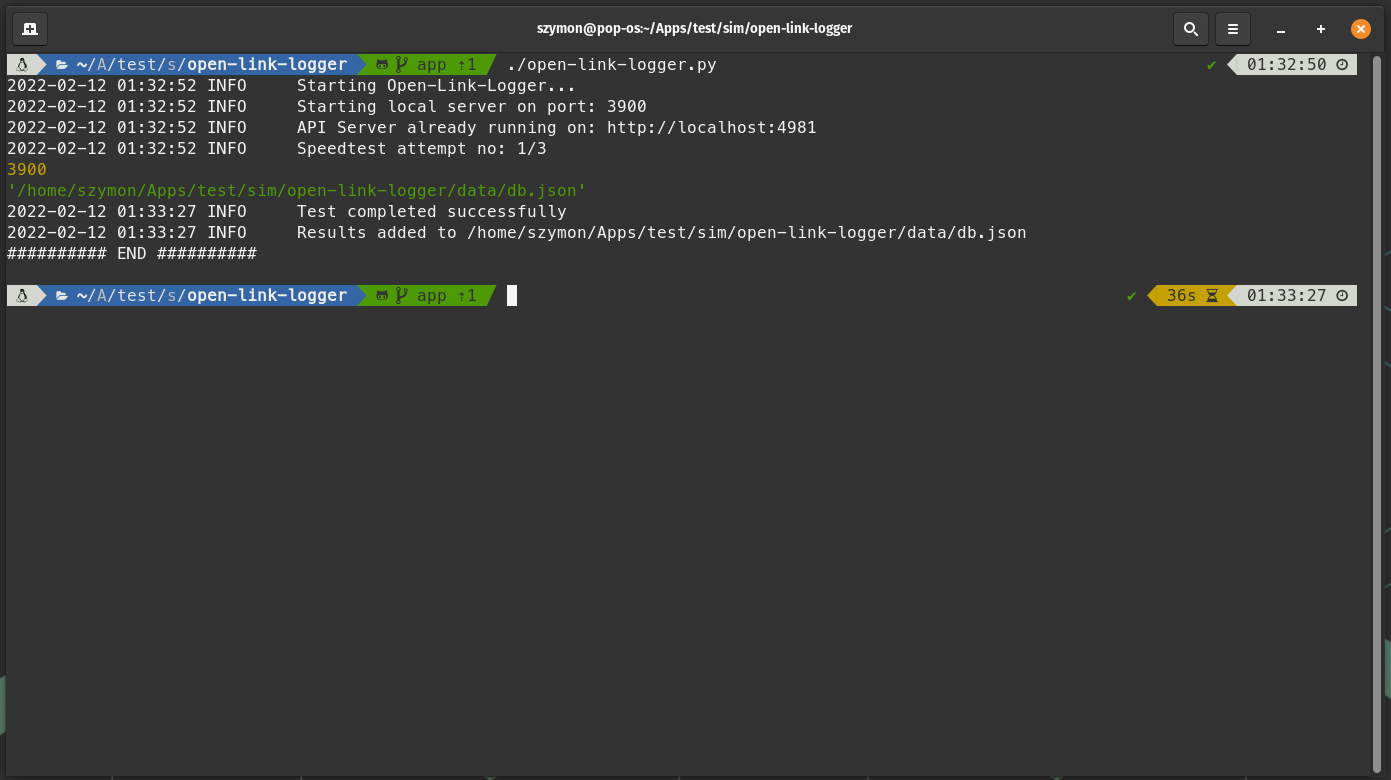 szymon@pop-os:~/Apps/test/sim/open-link-logger
~/A/test/s/open-link-logger app ⇡1 ./open-link-logger.py ✔ 01:32:50
2022-02-12 01:32:52 INFO     Starting Open-Link-Logger...
2022-02-12 01:32:52 INFO     Starting local server on port: 3900
2022-02-12 01:32:52 INFO     API Server already running on: http://localhost:4981
2022-02-12 01:32:52 INFO     Speedtest attempt no: 1/3
3900
'/home/szymon/Apps/test/sim/open-link-logger/data/db.json'
2022-02-12 01:33:27 INFO     Test completed successfully
2022-02-12 01:33:27 INFO     Results added to /home/szymon/Apps/test/sim/open-link-logger/data/db.json
########## END ##########
~/A/test/s/open-link-logger app ⇡1 ✔ 36s 01:33:27